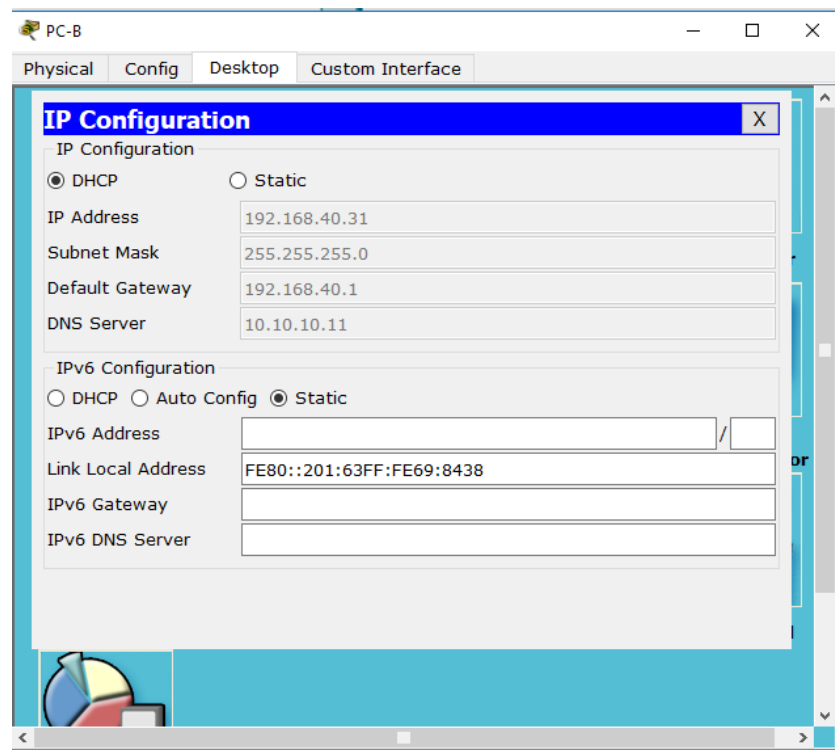 PC-B
Physical Config Desktop Custom Interface
IP Configuration X
IP Configuration
DHCP Static
IP Address 192.168.40.31
Subnet Mask 255.255.255.0
Default Gateway 192.168.40.1
DNS Server 10.10.10.11
IPv6 Configuration
DHCP Auto Config Static
IPv6 Address /
Link Local Address FE80::201:63FF:FE69:8438
IPv6 Gateway
IPv6 DNS Server
or